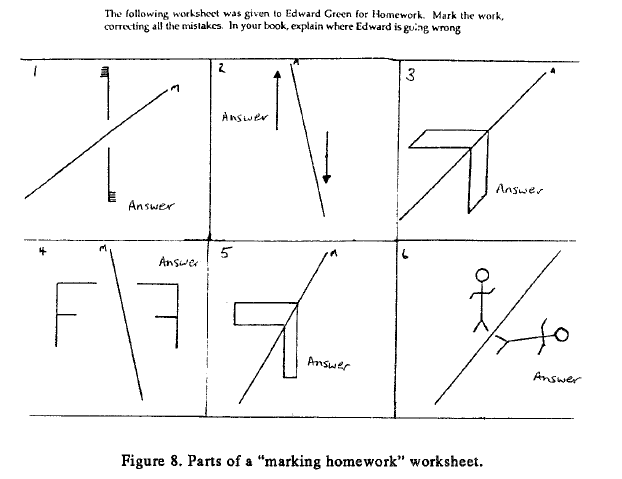 The following worksheet was given to Edward Green for Homework. Mark the work,
correcting all the mistakes. In your book, explain where Edward is going wrong
1
M
Answer
2
M
Answer
3
M
Answer
4
M
Answer
5
M
Answer
6
Answer
Figure 8. Parts of a "marking homework" worksheet.